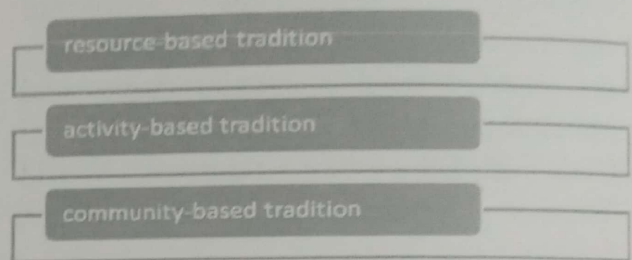 resource-based tradition
activity-based tradition
community-based tradition